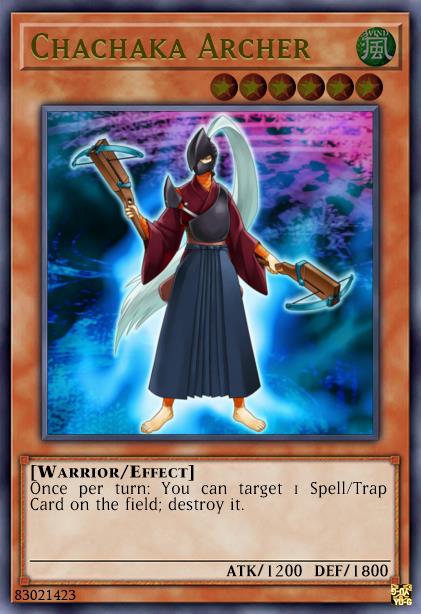 Chachaka Archer
WIND
風
[Warrior/Effect]
Once per turn: You can target 1 Spell/Trap
Card on the field; destroy it.
ATK/1200 DEF/1800
83021423